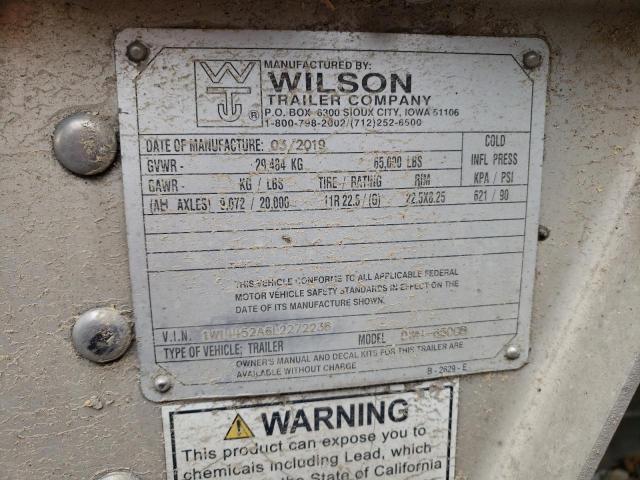 MANUFACTURED BY:
WILSON
TRAILER COMPANY
P.O. BOX 6300 SIOUX CITY, IOWA 51106
1-800-798-2002/(712)252-6500
WT ®
DATE OF MANUFACTURE: 03/2019
COLD
INFL PRESS
KPA / PSI
GVWR - 29,484 KG 65,000 LBS
GAWR - KG / LBS TIRE / RATING RIM
(ALL AXLES) 9,072 / 20,000 11R 22.5 / (G) 22.5X8.25 621 / 90
THIS VEHICLE CONFORMS TO ALL APPLICABLE FEDERAL
MOTOR VEHICLE SAFETY STANDARDS IN EFFECT ON THE
DATE OF ITS MANUFACTURE SHOWN.
V.I.N. MODEL
TYPE OF VEHICLE: TRAILER
OWNER'S MANUAL AND DECAL KITS FOR THIS TRAILER ARE
AVAILABLE WITHOUT CHARGE
B - 2629 - E
WARNING
This product can expose you to
chemicals including Lead, which
the State of California